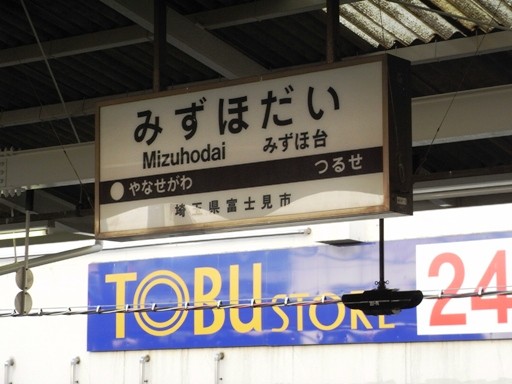 みずほだい
Mizuhodai みずほ台
やなせがわ つるせ
埼玉県富士見市
TOBU STORE 24